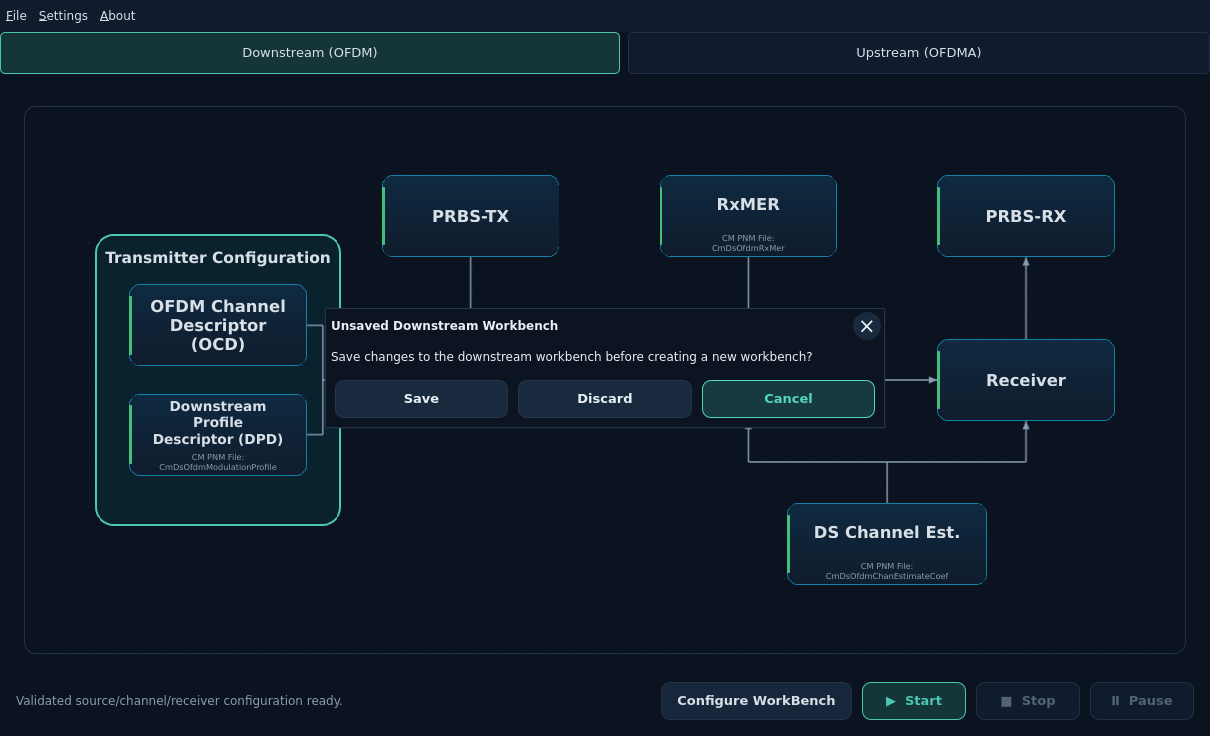 File Settings About
Downstream (OFDM) Upstream (OFDMA)
PRBS-TX
RxMER
CM PNM File:
CmDsOfdmRxMer
PRBS-RX
Transmitter Configuration
OFDM Channel
Descriptor
(OCD)
Downstream
Profile
Descriptor (DPD)
CM PNM File:
CmDsOfdmModulationProfile
Unsaved Downstream Workbench
Save changes to the downstream workbench before creating a new workbench?
Save Discard Cancel
Receiver
DS Channel Est.
CM PNM File:
CmDsOfdmChanEstimateCoef
Validated source/channel/receiver configuration ready.
Configure WorkBench Start Stop Pause